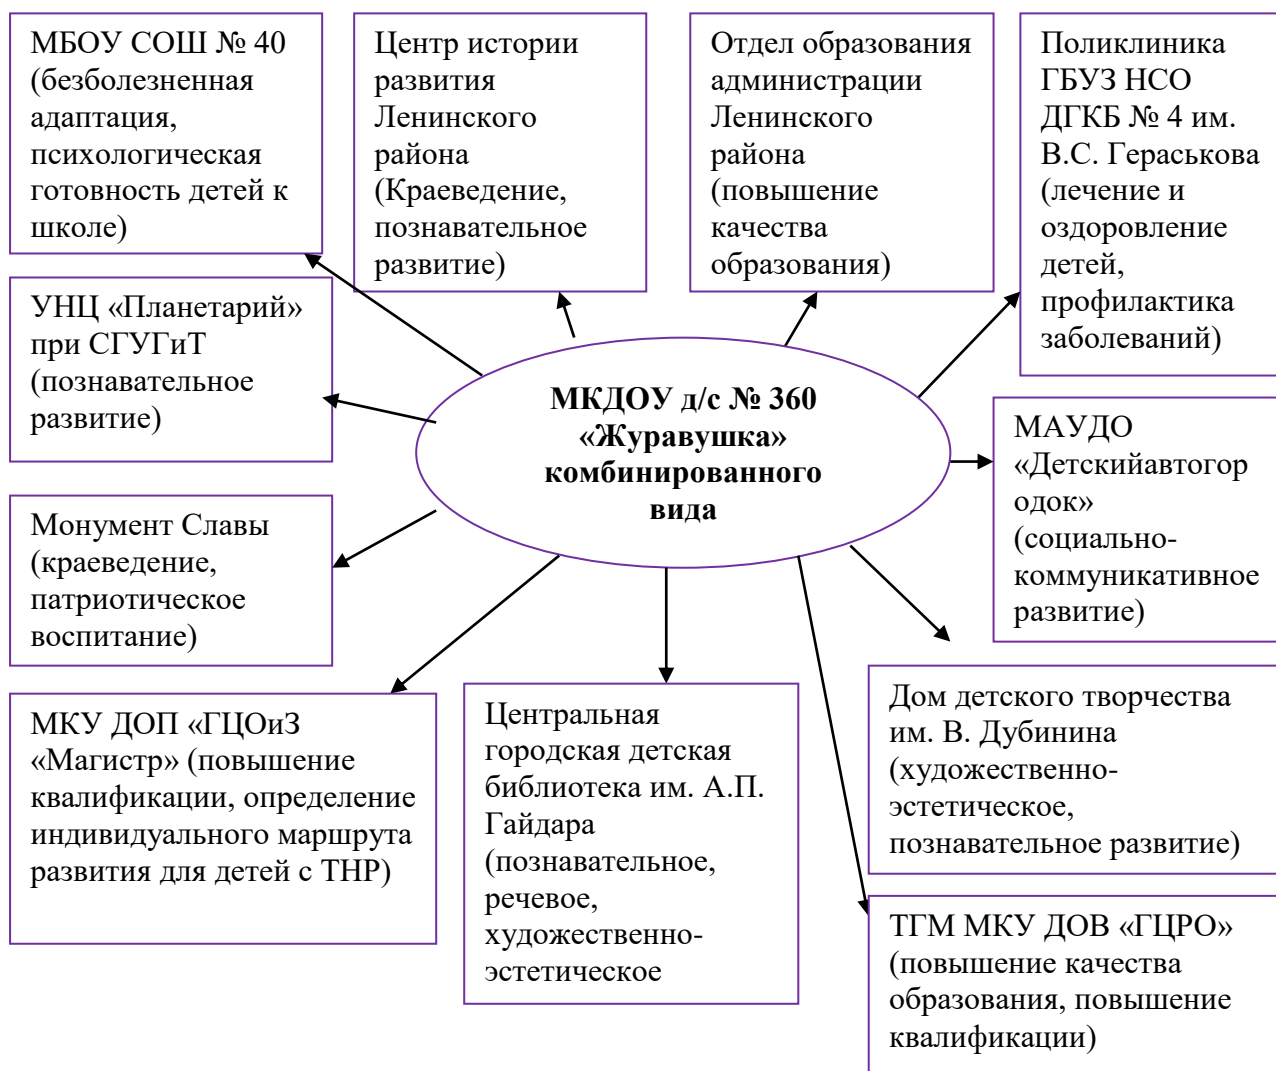 МБОУ СОШ № 40
(безболезненная
адаптация,
психологическая
готовность детей к
школе)
Центр истории
развития
Ленинского
района
(Краеведение,
познавательное
развитие)
Отдел образования
администрации
Ленинского
района
(повышение
качества
образования)
Поликлиника
ГБУЗ НСО
ДГКБ № 4 им.
В.С. Гераськова
(лечение и
оздоровление
детей,
профилактика
заболеваний)
УНЦ «Планетарий»
при СГУГиТ
(познавательное
развитие)
МКДОУ д/с № 360
«Журавушка»
комбинированного
вида
МАУДО
«Детскийавтогор
одок»
(социально-
коммуникативное
развитие)
Монумент Славы
(краеведение,
патриотическое
воспитание)
МКУ ДОП «ГЦОиЗ
«Магистр» (повышение
квалификации, определение
индивидуального маршрута
развития для детей с ТНР)
Центральная
городская детская
библиотека им. А.П.
Гайдара
(познавательное,
речевое,
художественно-
эстетическое
Дом детского творчества
им. В. Дубинина
(художественно-
эстетическое,
познавательное развитие)
ТГМ МКУ ДОВ «ГЦРО»
(повышение качества
образования, повышение
квалификации)